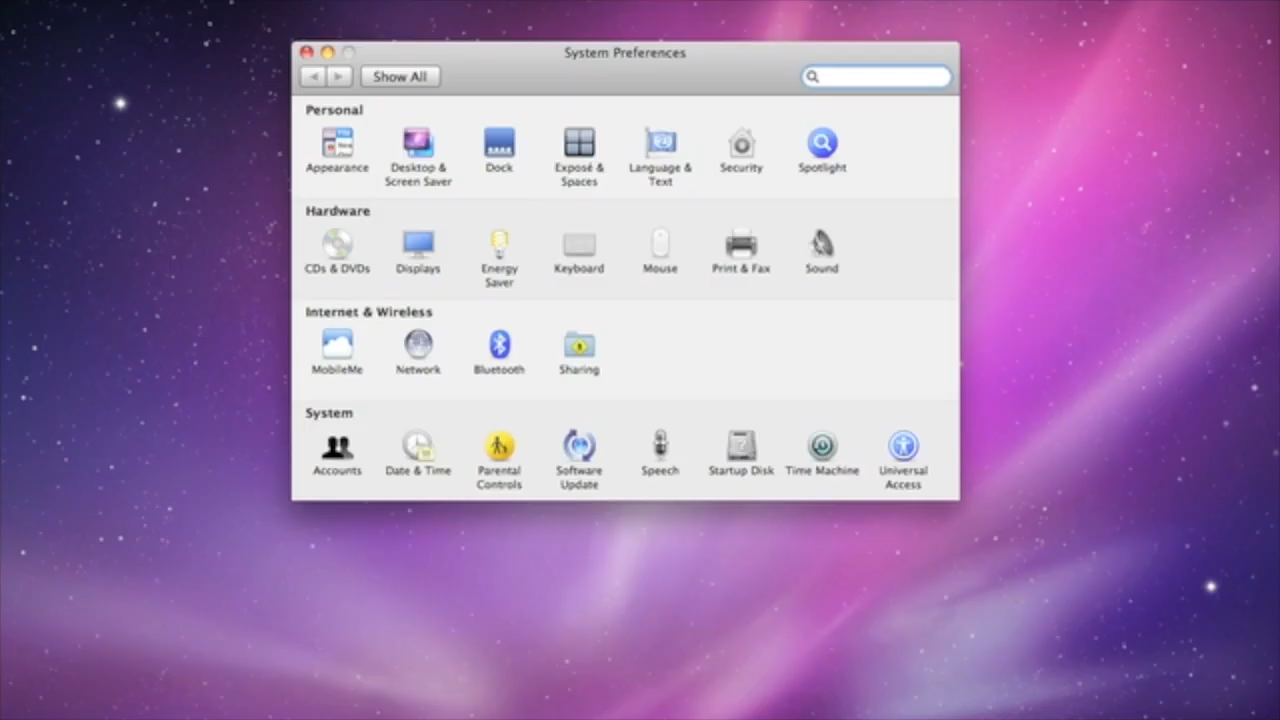 System Preferences
Show All
Personal
Appearance
Desktop &
Screen Saver
Dock
Exposé &
Spaces
Language &
Text
Security
Spotlight
Hardware
CDs & DVDs
Displays
Energy
Saver
Keyboard
Mouse
Print & Fax
Sound
Internet & Wireless
MobileMe
Network
Bluetooth
Sharing
System
Accounts
Date & Time
Parental
Controls
Software
Update
Speech
Startup Disk
Time Machine
Universal
Access